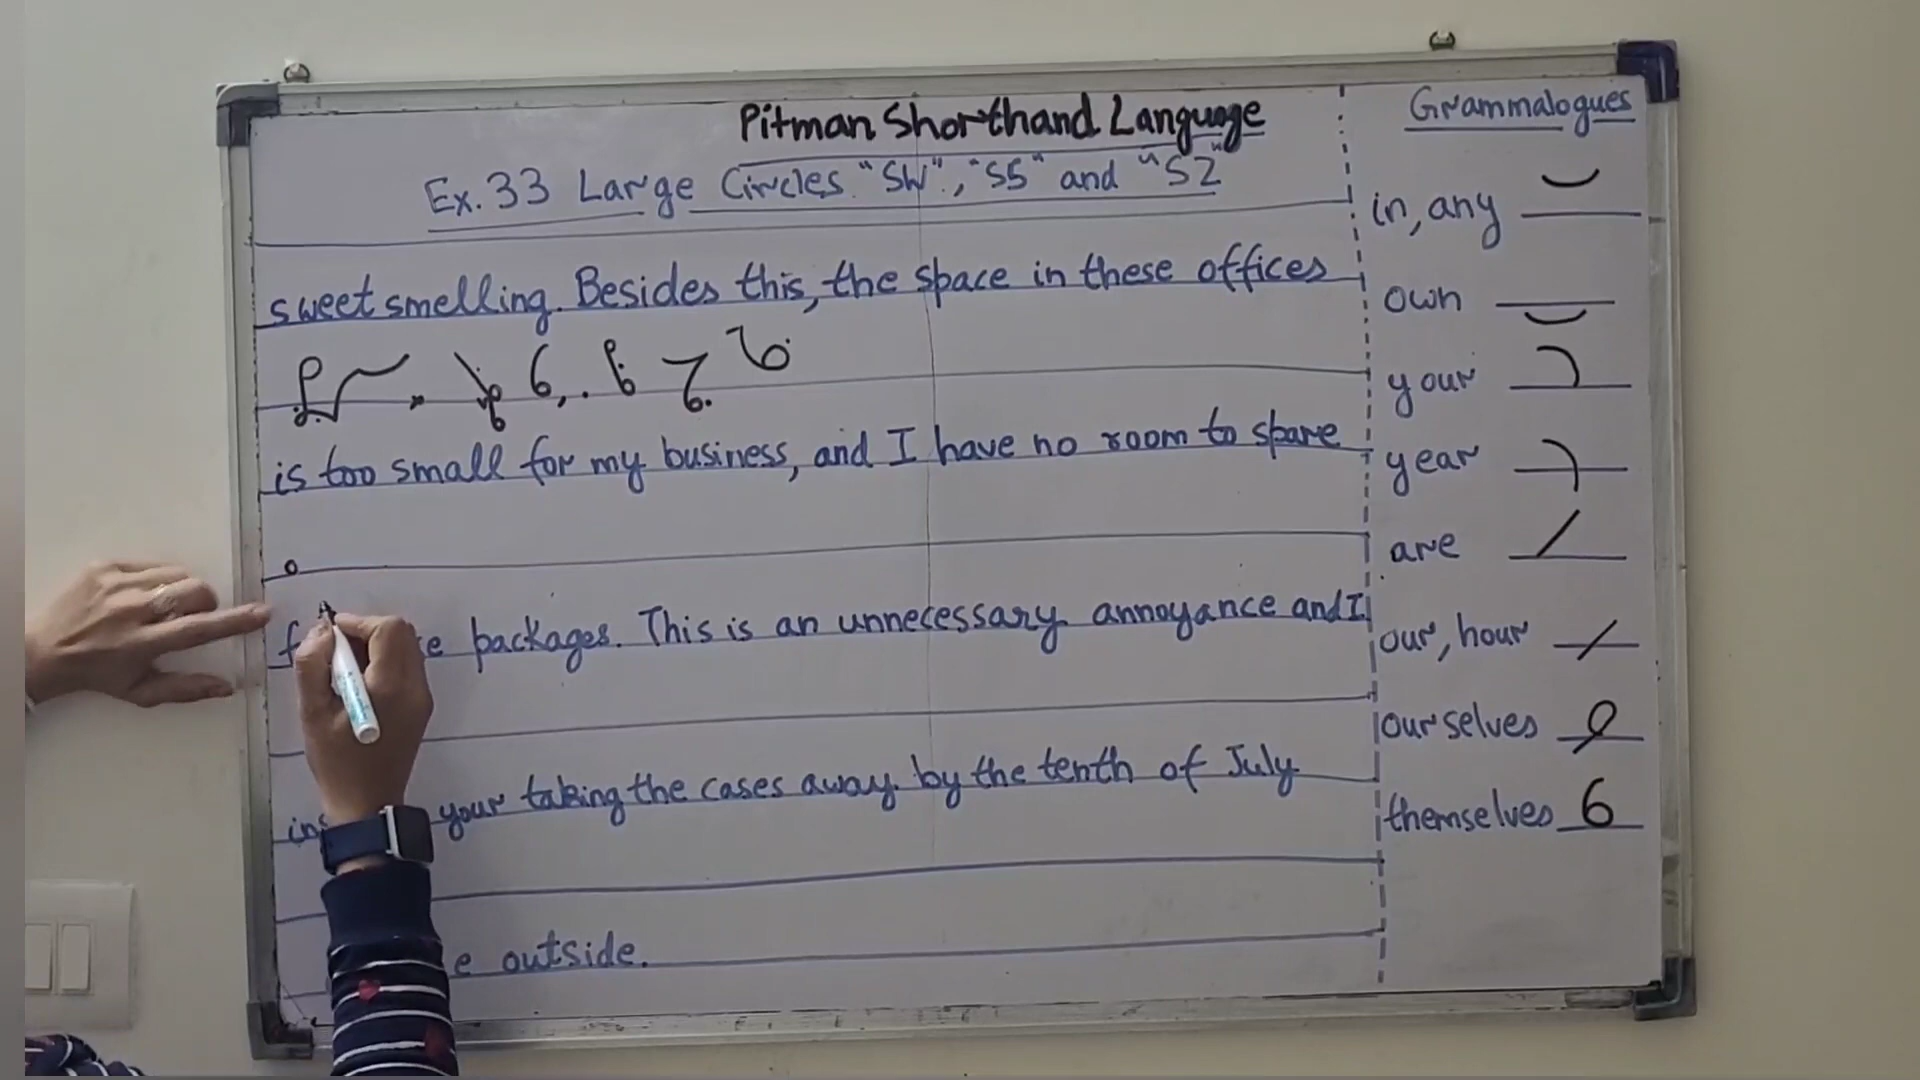 Pitman Shorthand Language
Ex. 33 Large Circles "SW", "SS" and "SZ"
sweet smelling. Besides this, the space in these offices
is too small for my business, and I have no room to spare
packages. This is an unnecessary annoyance and I
your taking the cases away by the tenth of July
outside.
Grammalogues
in, any
own
your
year
are
our, hour
ourselves
themselves